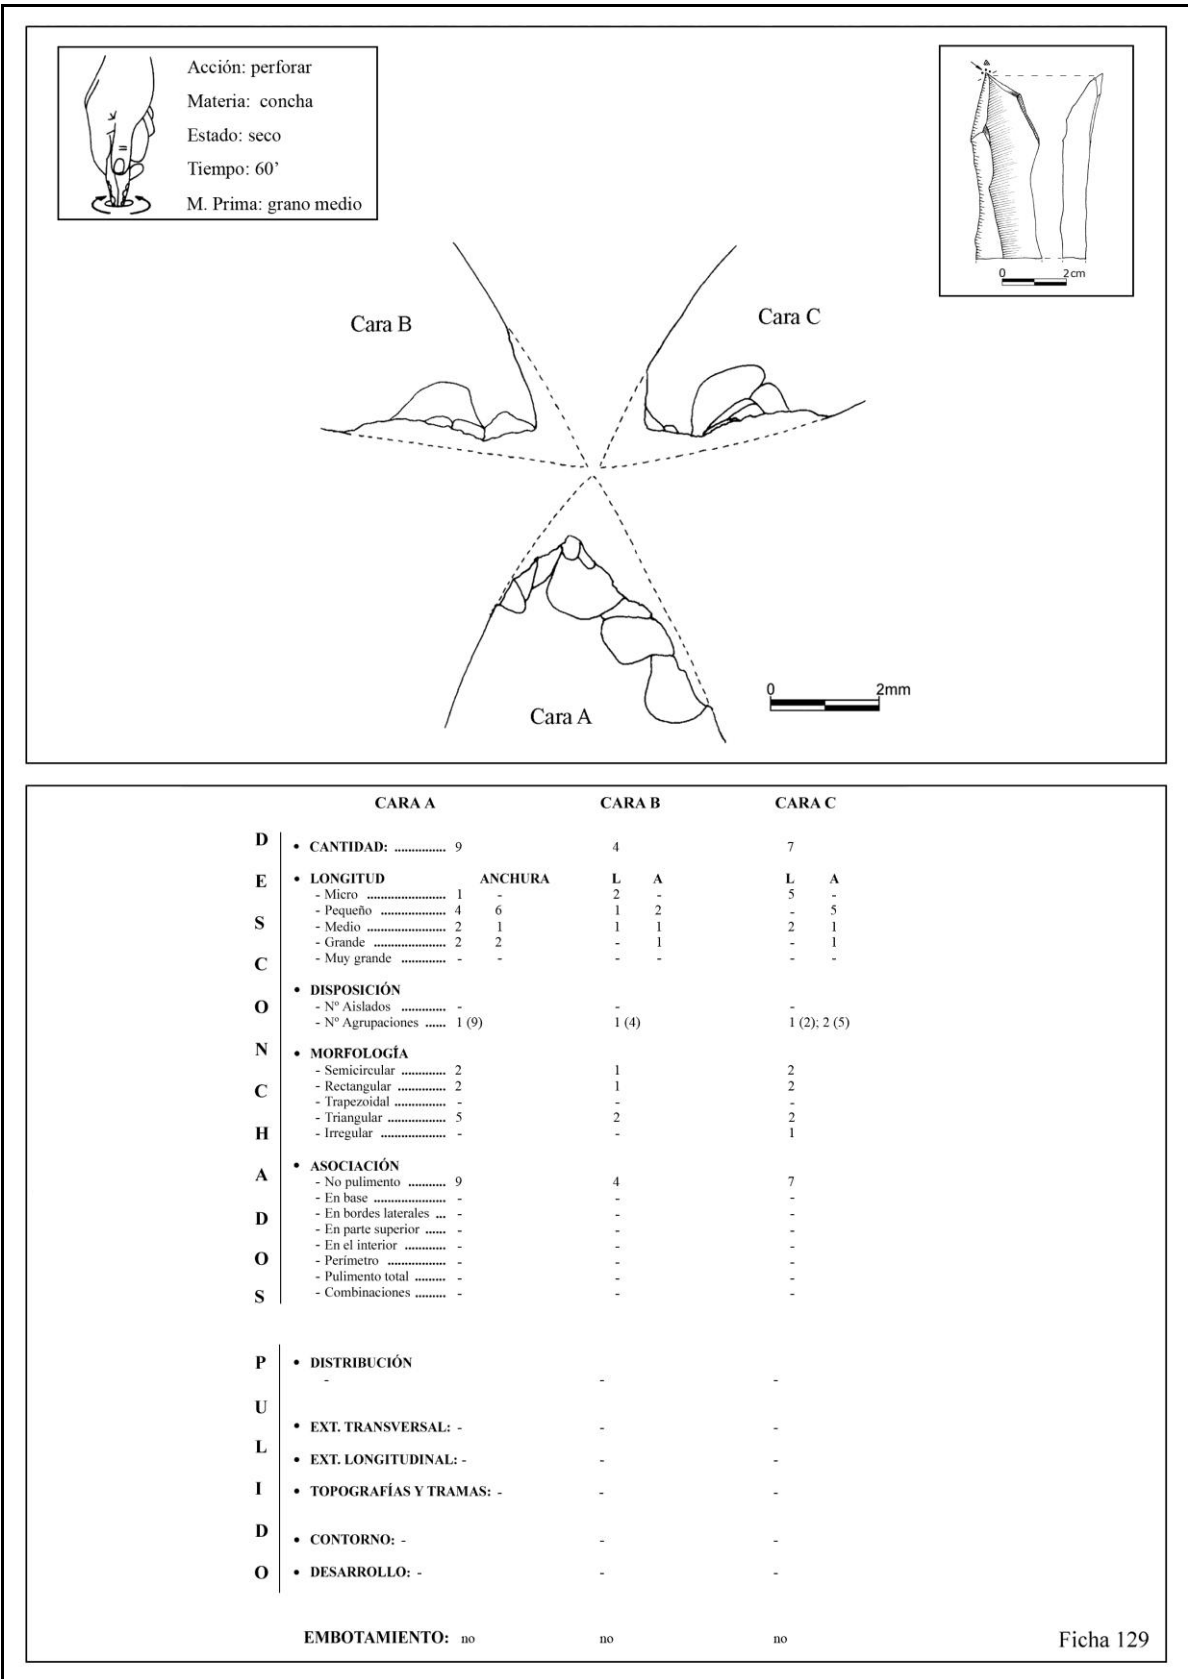 Acción: perforar
Materia: concha
Estado: seco
Tiempo: 60’
M. Prima: grano medio
0 2cm
Cara B
Cara C
Cara A
0 2mm
CARA A CARA B CARA C
DESCONCHADOS
• CANTIDAD: ............... 9 4 7
• LONGITUD ANCHURA L A L A
- Micro ....................... 1 - 2 - 5 -
- Pequeño ................... 4 6 1 2 - 5
- Medio ...................... 2 1 1 1 2 1
- Grande ..................... 2 2 - 1 - 1
- Muy grande ............. - - - - - -
• DISPOSICIÓN
- Nº Aislados ............. - - -
- Nº Agrupaciones ...... 1 (9) 1 (4) 1 (2); 2 (5)
• MORFOLOGÍA
- Semicircular ............. 2 1 2
- Rectangular .............. 2 1 2
- Trapezoidal ............... - - -
- Triangular ................. 5 2 2
- Irregular ................... - - 1
• ASOCIACIÓN
- No pulimento ........... 9 4 7
- En base ..................... - - -
- En bordes laterales ... - - -
- En parte superior ...... - - -
- En el interior ............ - - -
- Perímetro ................. - - -
- Pulimento total ......... - - -
- Combinaciones ......... - - -
PULIDO
• DISTRIBUCIÓN
- - -
• EXT. TRANSVERSAL: - - -
• EXT. LONGITUDINAL: - - -
• TOPOGRAFÍAS Y TRAMAS: - - -
• CONTORNO: - - -
• DESARROLLO: - - -
EMBOTAMIENTO: no no no
Ficha 129